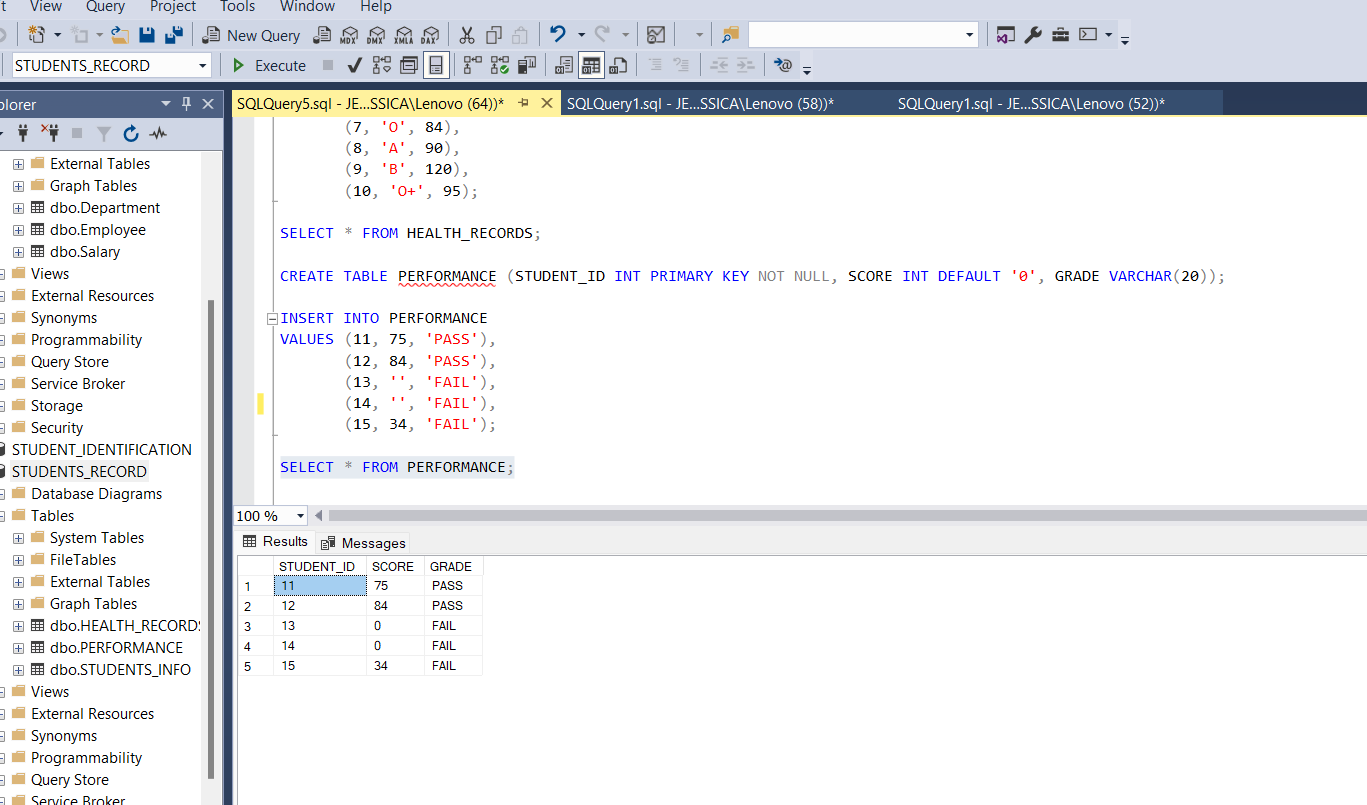 t View Query Project Tools Window Help
New Query MDX DMX XMLA DAX
STUDENTS_RECORD Execute
plorer
SQLQuery5.sql - JE...SSICA\Lenovo (64))* SQLQuery1.sql - JE...SSICA\Lenovo (58))* SQLQuery1.sql - JE...SSICA\Lenovo (52))*
External Tables
Graph Tables
dbo.Department
dbo.Employee
dbo.Salary
Views
External Resources
Synonyms
Programmability
Query Store
Service Broker
Storage
Security
STUDENT_IDENTIFICATION
STUDENTS_RECORD
Database Diagrams
Tables
System Tables
FileTables
External Tables
Graph Tables
dbo.HEALTH_RECORDS
dbo.PERFORMANCE
dbo.STUDENTS_INFO
Views
External Resources
Synonyms
Programmability
Query Store
Service Broker
(7, 'O', 84),
(8, 'A', 90),
(9, 'B', 120),
(10, 'O+', 95);
SELECT * FROM HEALTH_RECORDS;
CREATE TABLE PERFORMANCE (STUDENT_ID INT PRIMARY KEY NOT NULL, SCORE INT DEFAULT '0', GRADE VARCHAR(20));
INSERT INTO PERFORMANCE
VALUES (11, 75, 'PASS'),
(12, 84, 'PASS'),
(13, '', 'FAIL'),
(14, '', 'FAIL'),
(15, 34, 'FAIL');
SELECT * FROM PERFORMANCE;
100 %
Results Messages
STUDENT_ID SCORE GRADE
1 11 75 PASS
2 12 84 PASS
3 13 0 FAIL
4 14 0 FAIL
5 15 34 FAIL